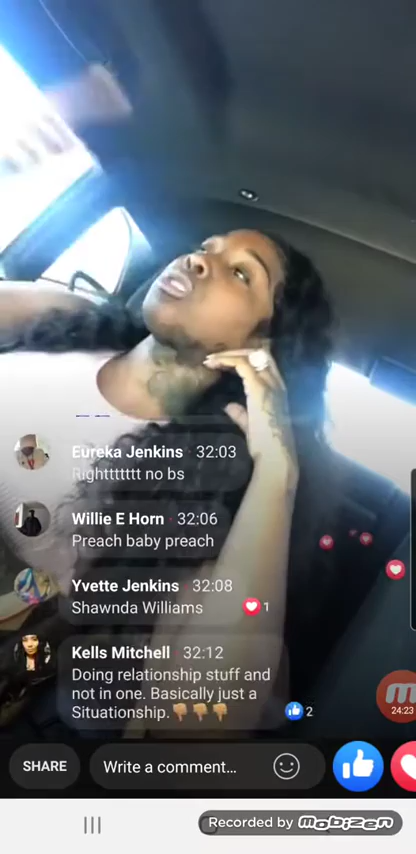 Eureka Jenkins · 32:03
Rightttttt no bs
Willie E Horn · 32:06
Preach baby preach
Yvette Jenkins · 32:08
Shawnda Williams
1
Kells Mitchell · 32:12
Doing relationship stuff and
not in one. Basically just a
Situationship.👎🏼👎🏼👎🏼
2
24:23
SHARE
Write a comment...
Recorded by mobizen